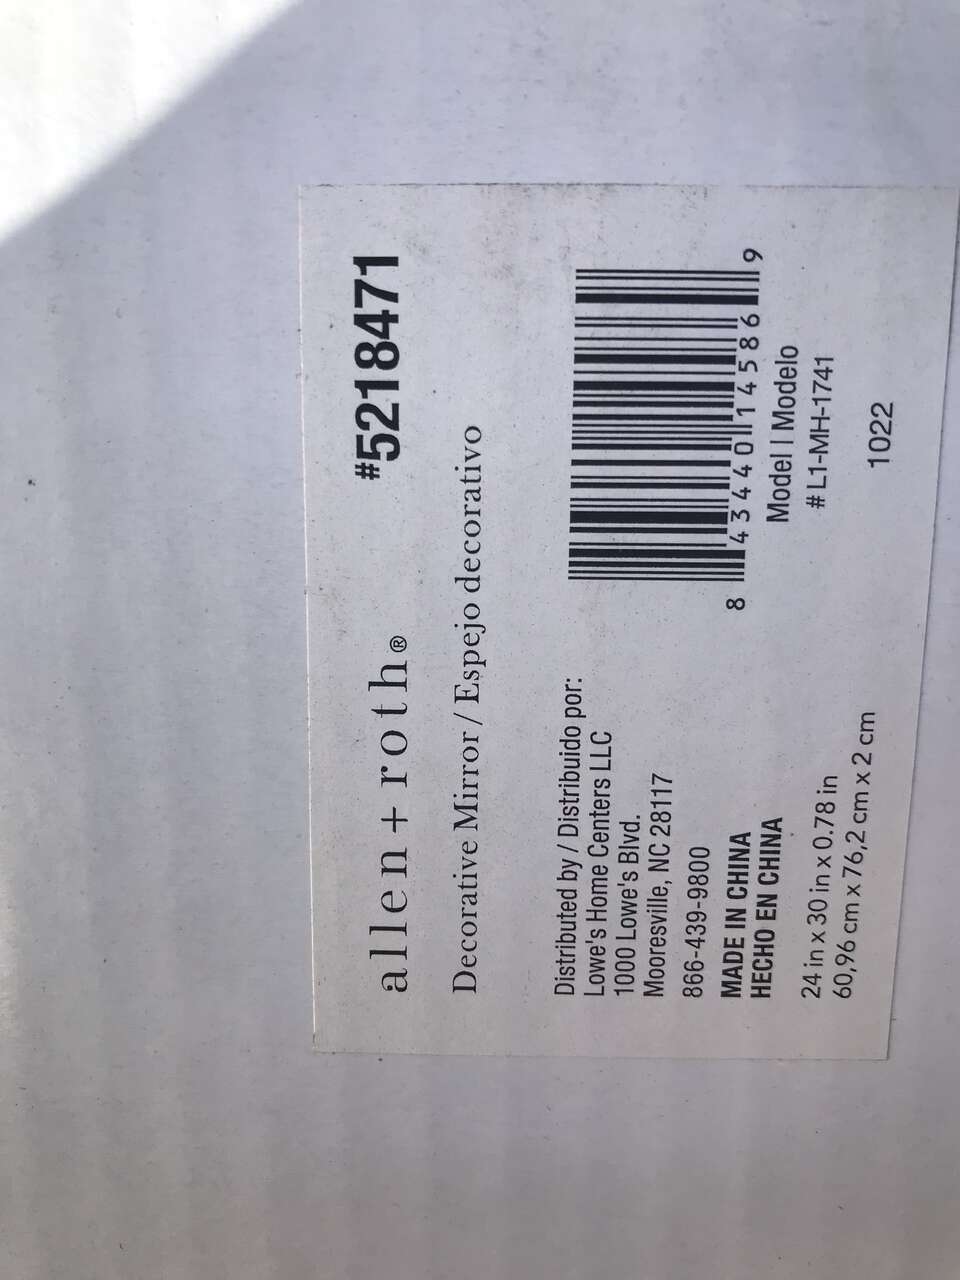 allen + roth®
#5218471
Decorative Mirror / Espejo decorativo
Distributed by / Distribuido por:
Lowe's Home Centers LLC
1000 Lowe's Blvd.
Mooresville, NC 28117
866-439-9800
MADE IN CHINA
HECHO EN CHINA
24 in x 30 in x 0.78 in
60,96 cm x 76,2 cm x 2 cm
8 43440 14586 9
Model | Modelo
# L1-MH-1741
1022